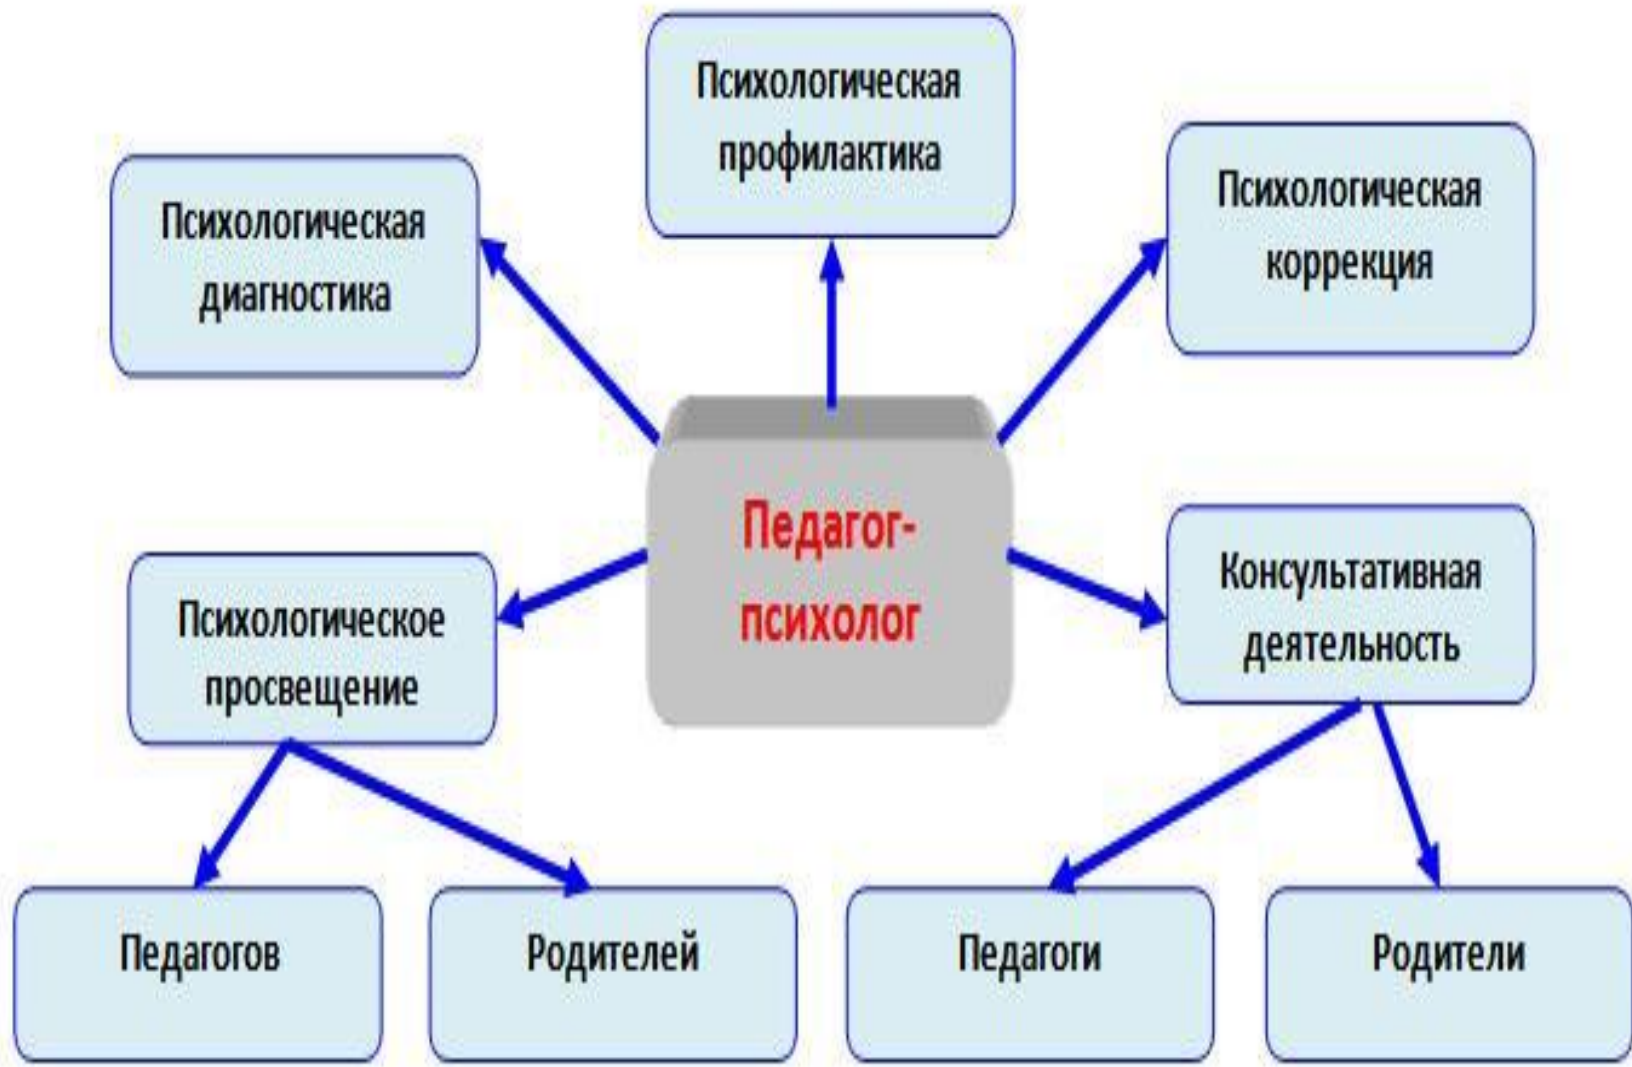 Психологическая
профилактика
Психологическая
диагностика
Психологическая
коррекция
Педагог-
психолог
Психологическое
просвещение
Консультативная
деятельность
Педагогов
Родителей
Педагоги
Родители